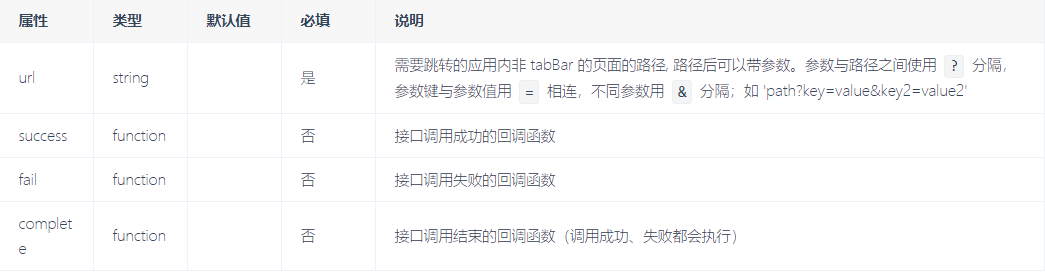 属性 类型 默认值 必填 说明
url string 是 需要跳转的应用内非 tabBar 的页面的路径, 路径后可以带参数。参数与路径之间使用 ? 分隔，
参数键与参数值用 = 相连，不同参数用 & 分隔；如 'path?key=value&key2=value2'
success function 否 接口调用成功的回调函数
fail function 否 接口调用失败的回调函数
complet
e function 否 接口调用结束的回调函数（调用成功、失败都会执行）